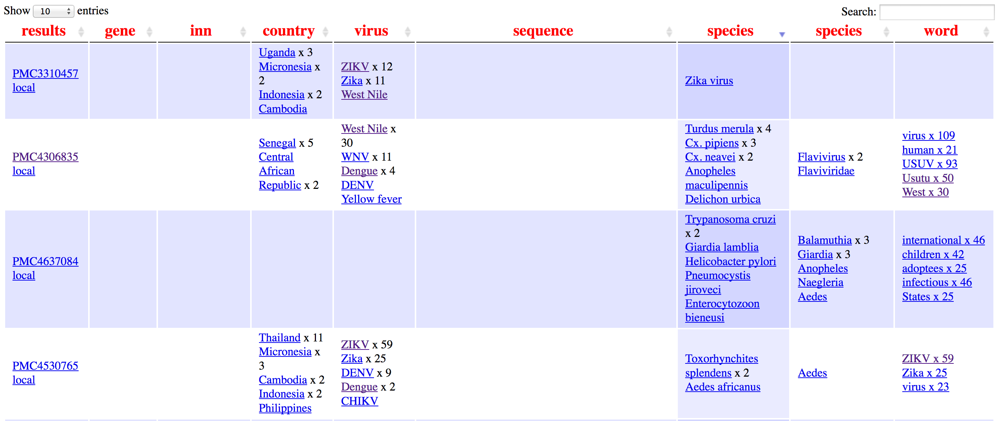 Show 10 entries
Search:
results gene inn country virus sequence species species word
PMC3310457
local
Uganda x 3
Micronesia x
2
Indonesia x 2
Cambodia
ZIKV x 12
Zika x 11
West Nile
Zika virus
PMC4306835
local
Senegal x 5
Central
African
Republic x 2
West Nile x
30
WNV x 11
Dengue x 4
DENV
Yellow fever
Turdus merula x 4
Cx. pipiens x 3
Cx. neavei x 2
Anopheles
maculipennis
Delichon urbica
Flavivirus x 2
Flaviviridae
virus x 109
human x 21
USUV x 93
Usutu x 50
West x 30
PMC4637084
local
Trypanosoma cruzi
x 2
Giardia lamblia
Helicobacter pylori
Pneumocystis
jiroveci
Enterocytozoon
bieneusi
Balamuthia x 3
Giardia x 3
Anopheles
Naegleria
Aedes
international x 46
children x 42
adoptees x 25
infectious x 46
States x 25
PMC4530765
local
Thailand x 11
Micronesia x
3
Cambodia x 2
Indonesia x 2
Philippines
ZIKV x 59
Zika x 25
DENV x 9
Dengue x 2
CHIKV
Toxorhynchites
splendens x 2
Aedes africanus
Aedes
ZIKV x 59
Zika x 25
virus x 23